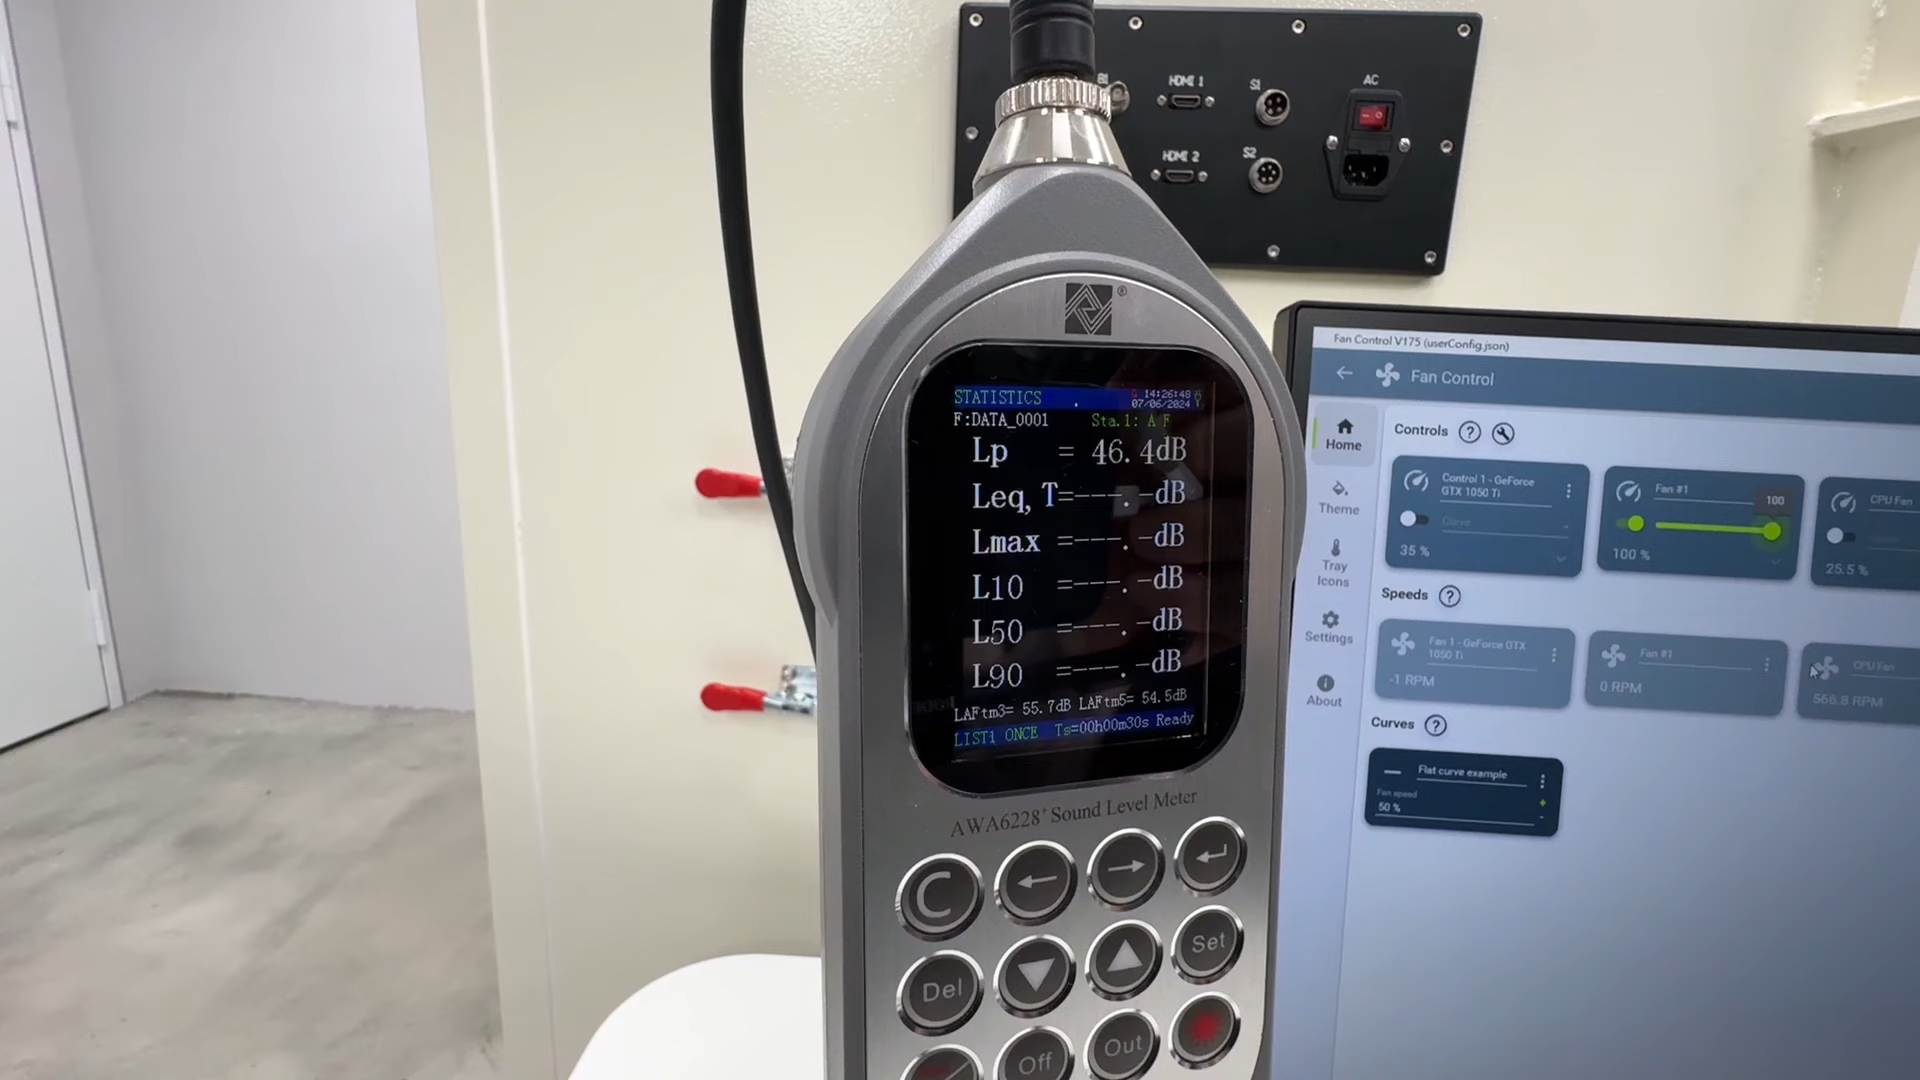 HDMI 1
S1
AC
HDMI 2
S2
STATISTICS
14:26:48
07/06/2024
F:DATA_0001 Sta.1: A F
Lp = 46.4dB
Leq, T=---.-dB
Lmax =---.-dB
L10 =---.-dB
L50 =---.-dB
L90 =---.-dB
LAFtm3= 55.7dB LAFtm5= 54.5dB
LIST1 ONCE Ts=00h00m30s Ready
AWA6228+ Sound Level Meter
C
Del
Set
Off
Out
Fan Control V175 (userConfig.json)
Fan Control
Home
Theme
Tray
Icons
Settings
About
Controls
Control 1 - GeForce
GTX 1050 Ti
Curve
35 %
Fan #1
100
100 %
CPU Fan
25.5 %
Speeds
Fan 1 - GeForce GTX
1050 Ti
-1 RPM
Fan #1
0 RPM
CPU Fan
566.8 RPM
Curves
Flat curve example
Fan speed
50 %